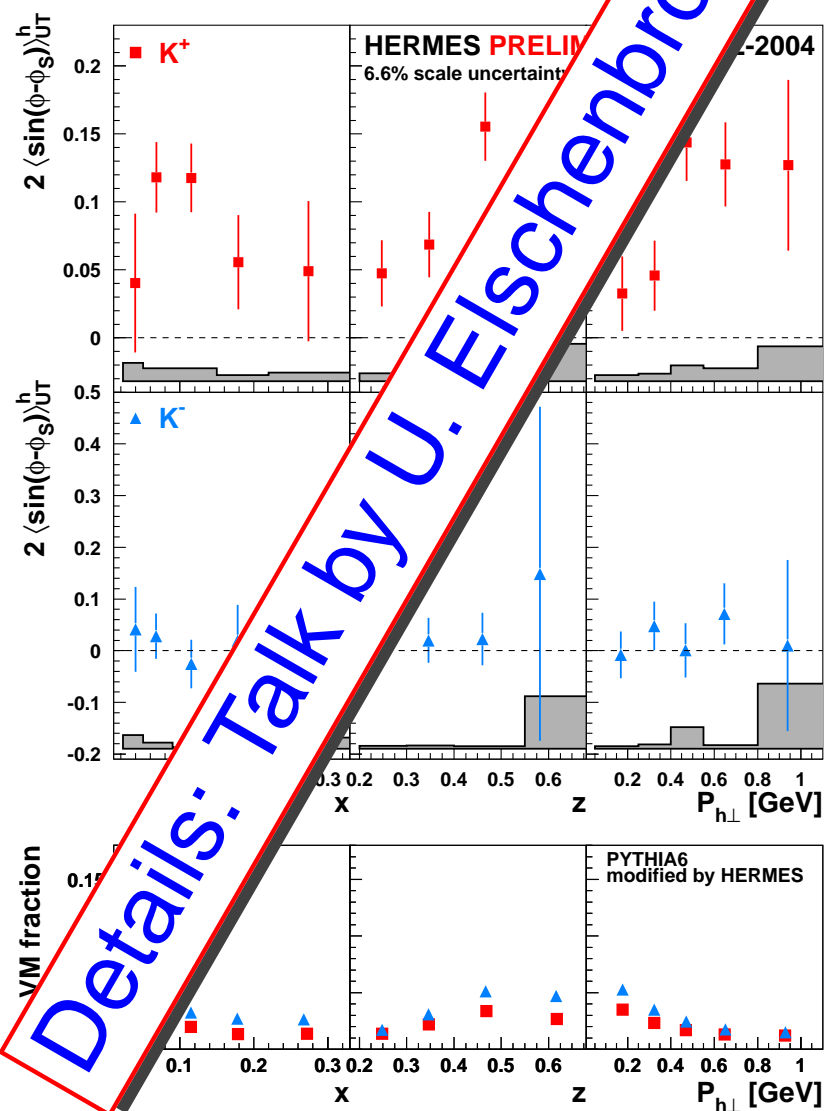 2 ⟨sin(ϕ-ϕS)⟩hUT
K+
HERMES PRELIM
2-2004
6.6% scale uncertainty
0.2
0.15
0.1
0.05
0
2 ⟨sin(ϕ-ϕS)⟩hUT
K-
0.5
0.4
0.3
0.2
0.1
0
-0.1
-0.2
0.3 0.2 0.3 0.4 0.5 0.6 0.2 0.4 0.6 0.8 1
x z Ph⊥ [GeV]
Details: Talk by U. Elschenbro
VM fraction
PYTHIA6
modified by HERMES
0.1 0.2 0.3 0.2 0.3 0.4 0.5 0.6 0.2 0.4 0.6 0.8 1
x z Ph⊥ [GeV]